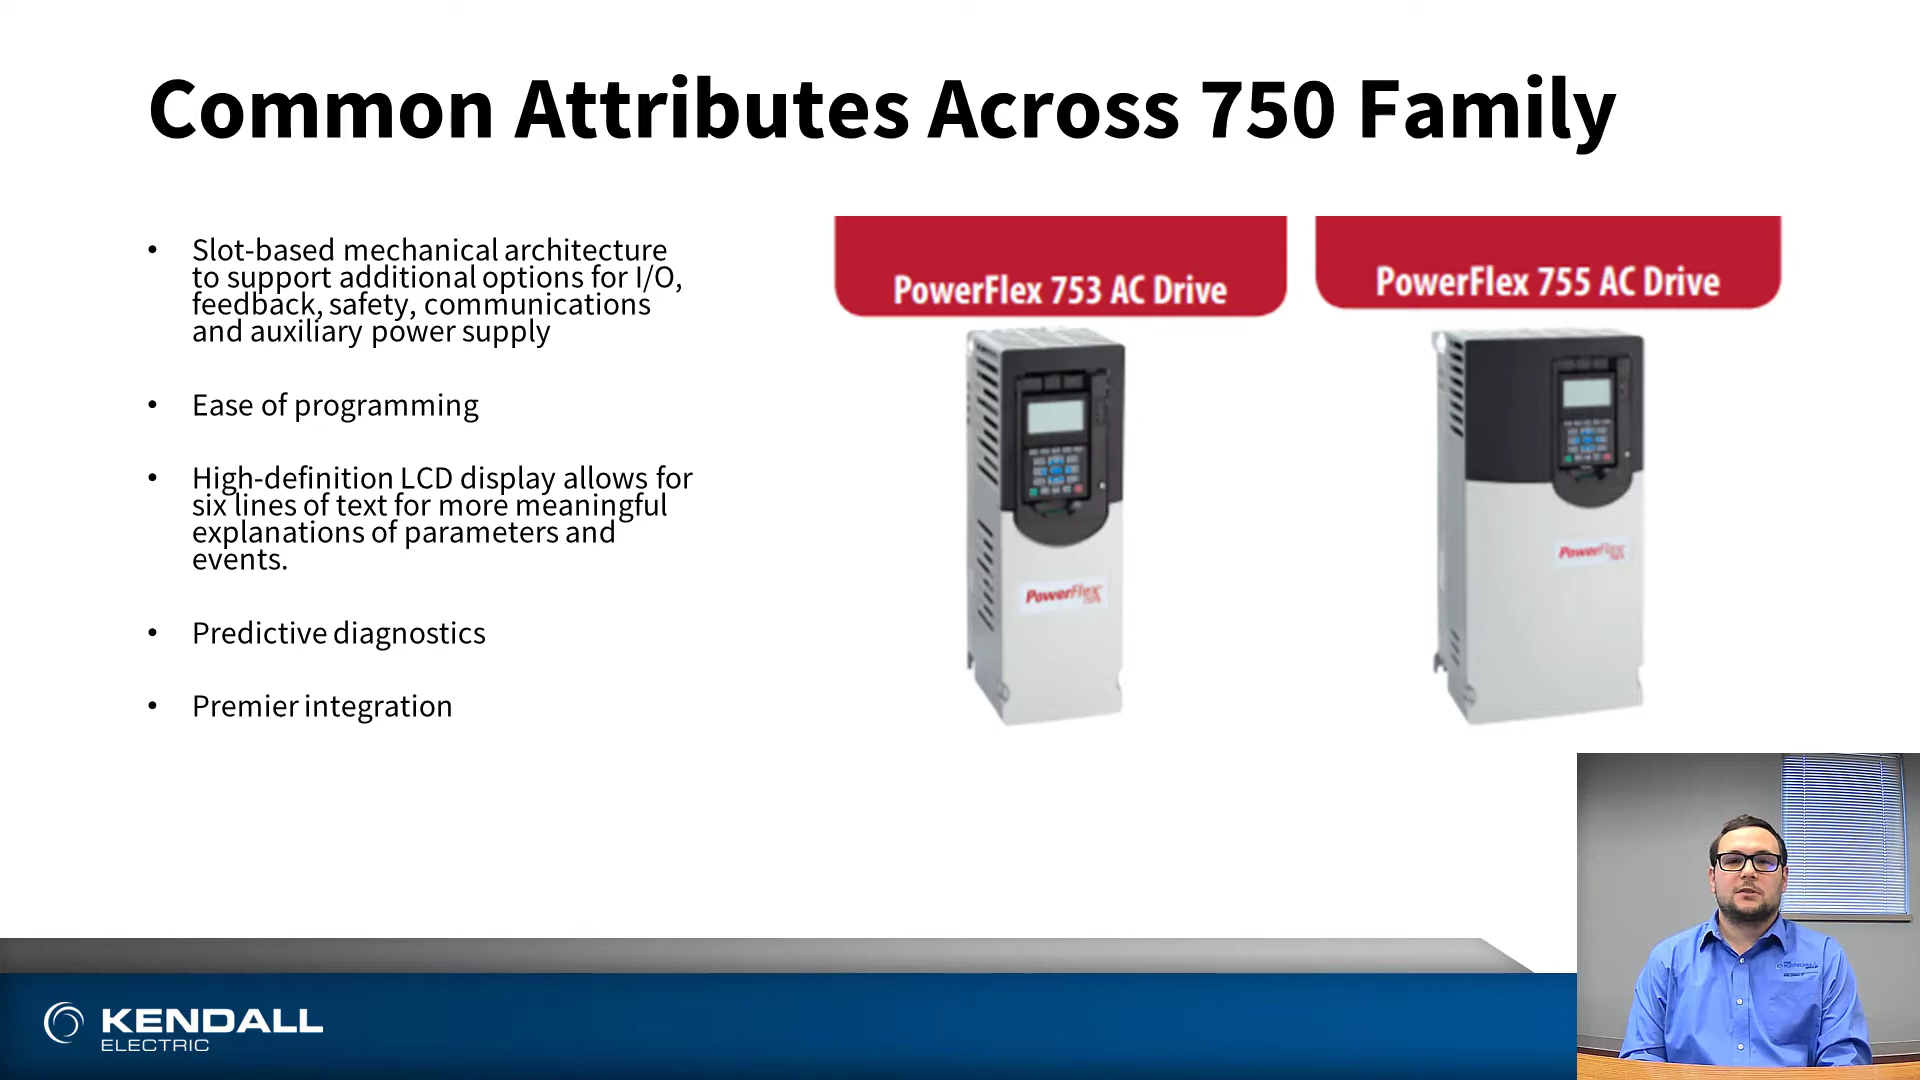 Common Attributes Across 750 Family
• Slot-based mechanical architecture
to support additional options for I/O,
feedback, safety, communications
and auxiliary power supply
• Ease of programming
• High-definition LCD display allows for
six lines of text for more meaningful
explanations of parameters and
events.
• Predictive diagnostics
• Premier integration
PowerFlex 753 AC Drive
PowerFlex 755 AC Drive
PowerFlex
PowerFlex
KENDALL
ELECTRIC
KENDALL